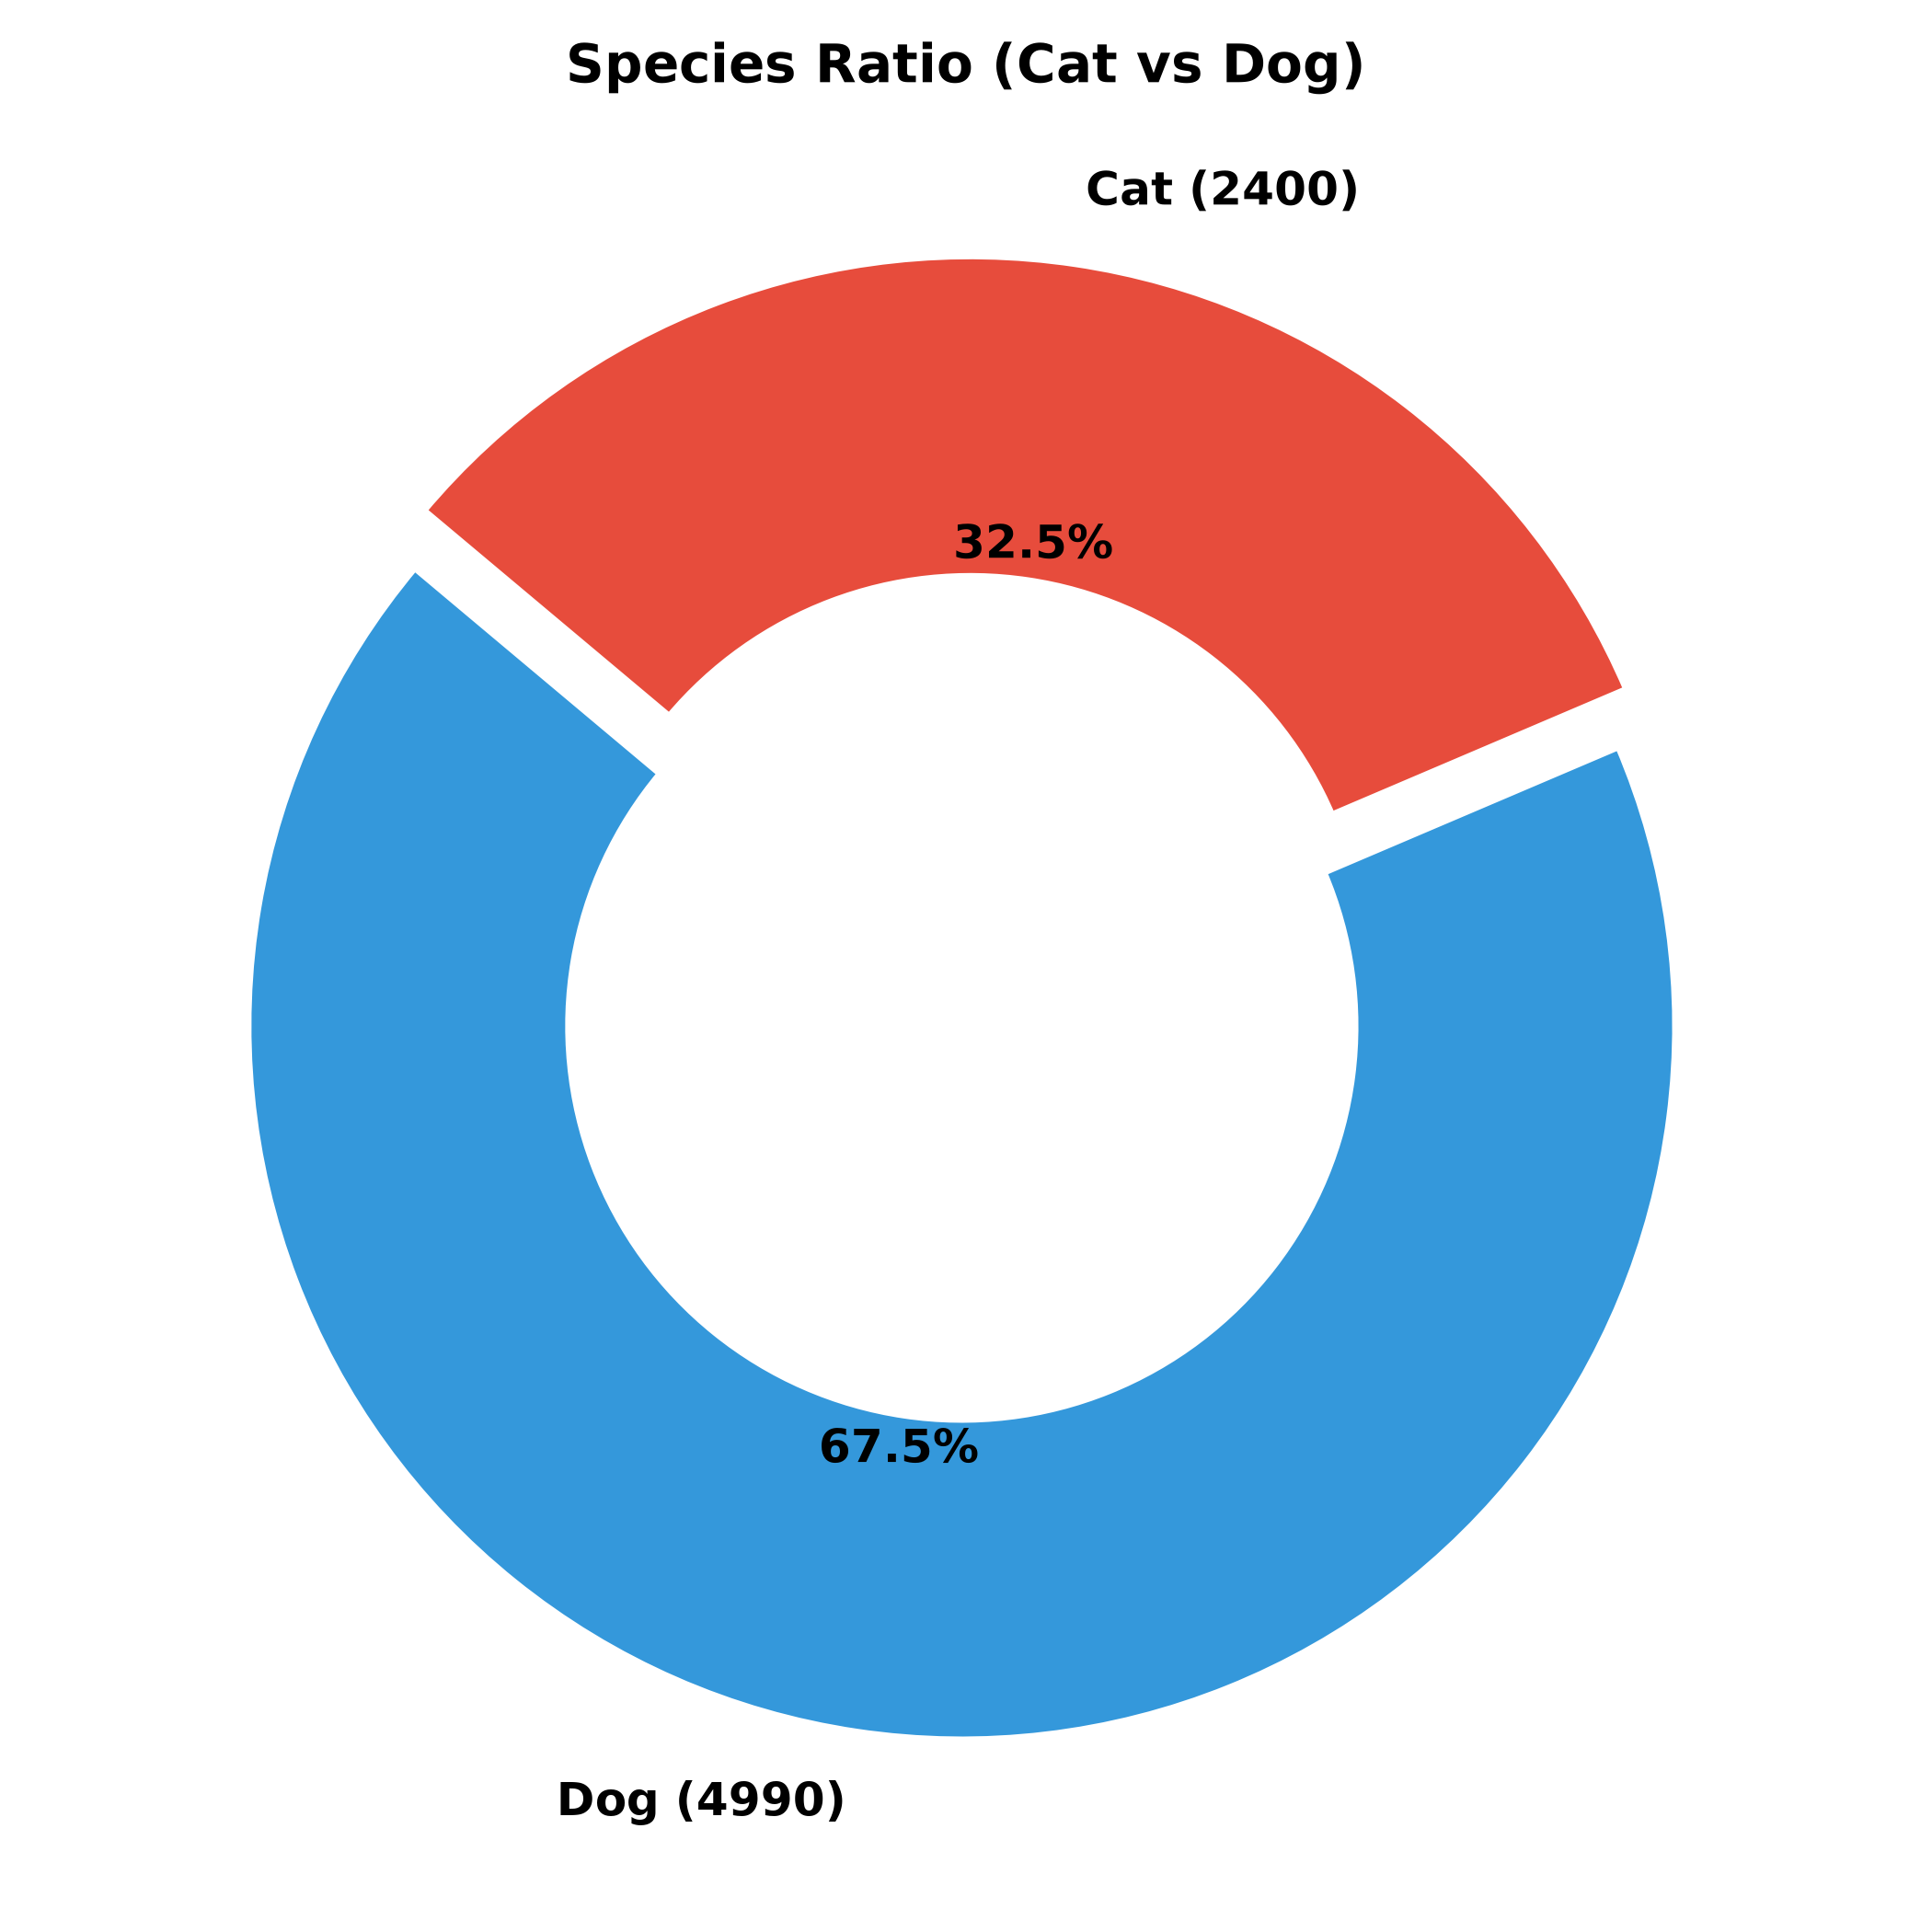 Species Ratio (Cat vs Dog)
Cat (2400)
32.5%
67.5%
Dog (4990)